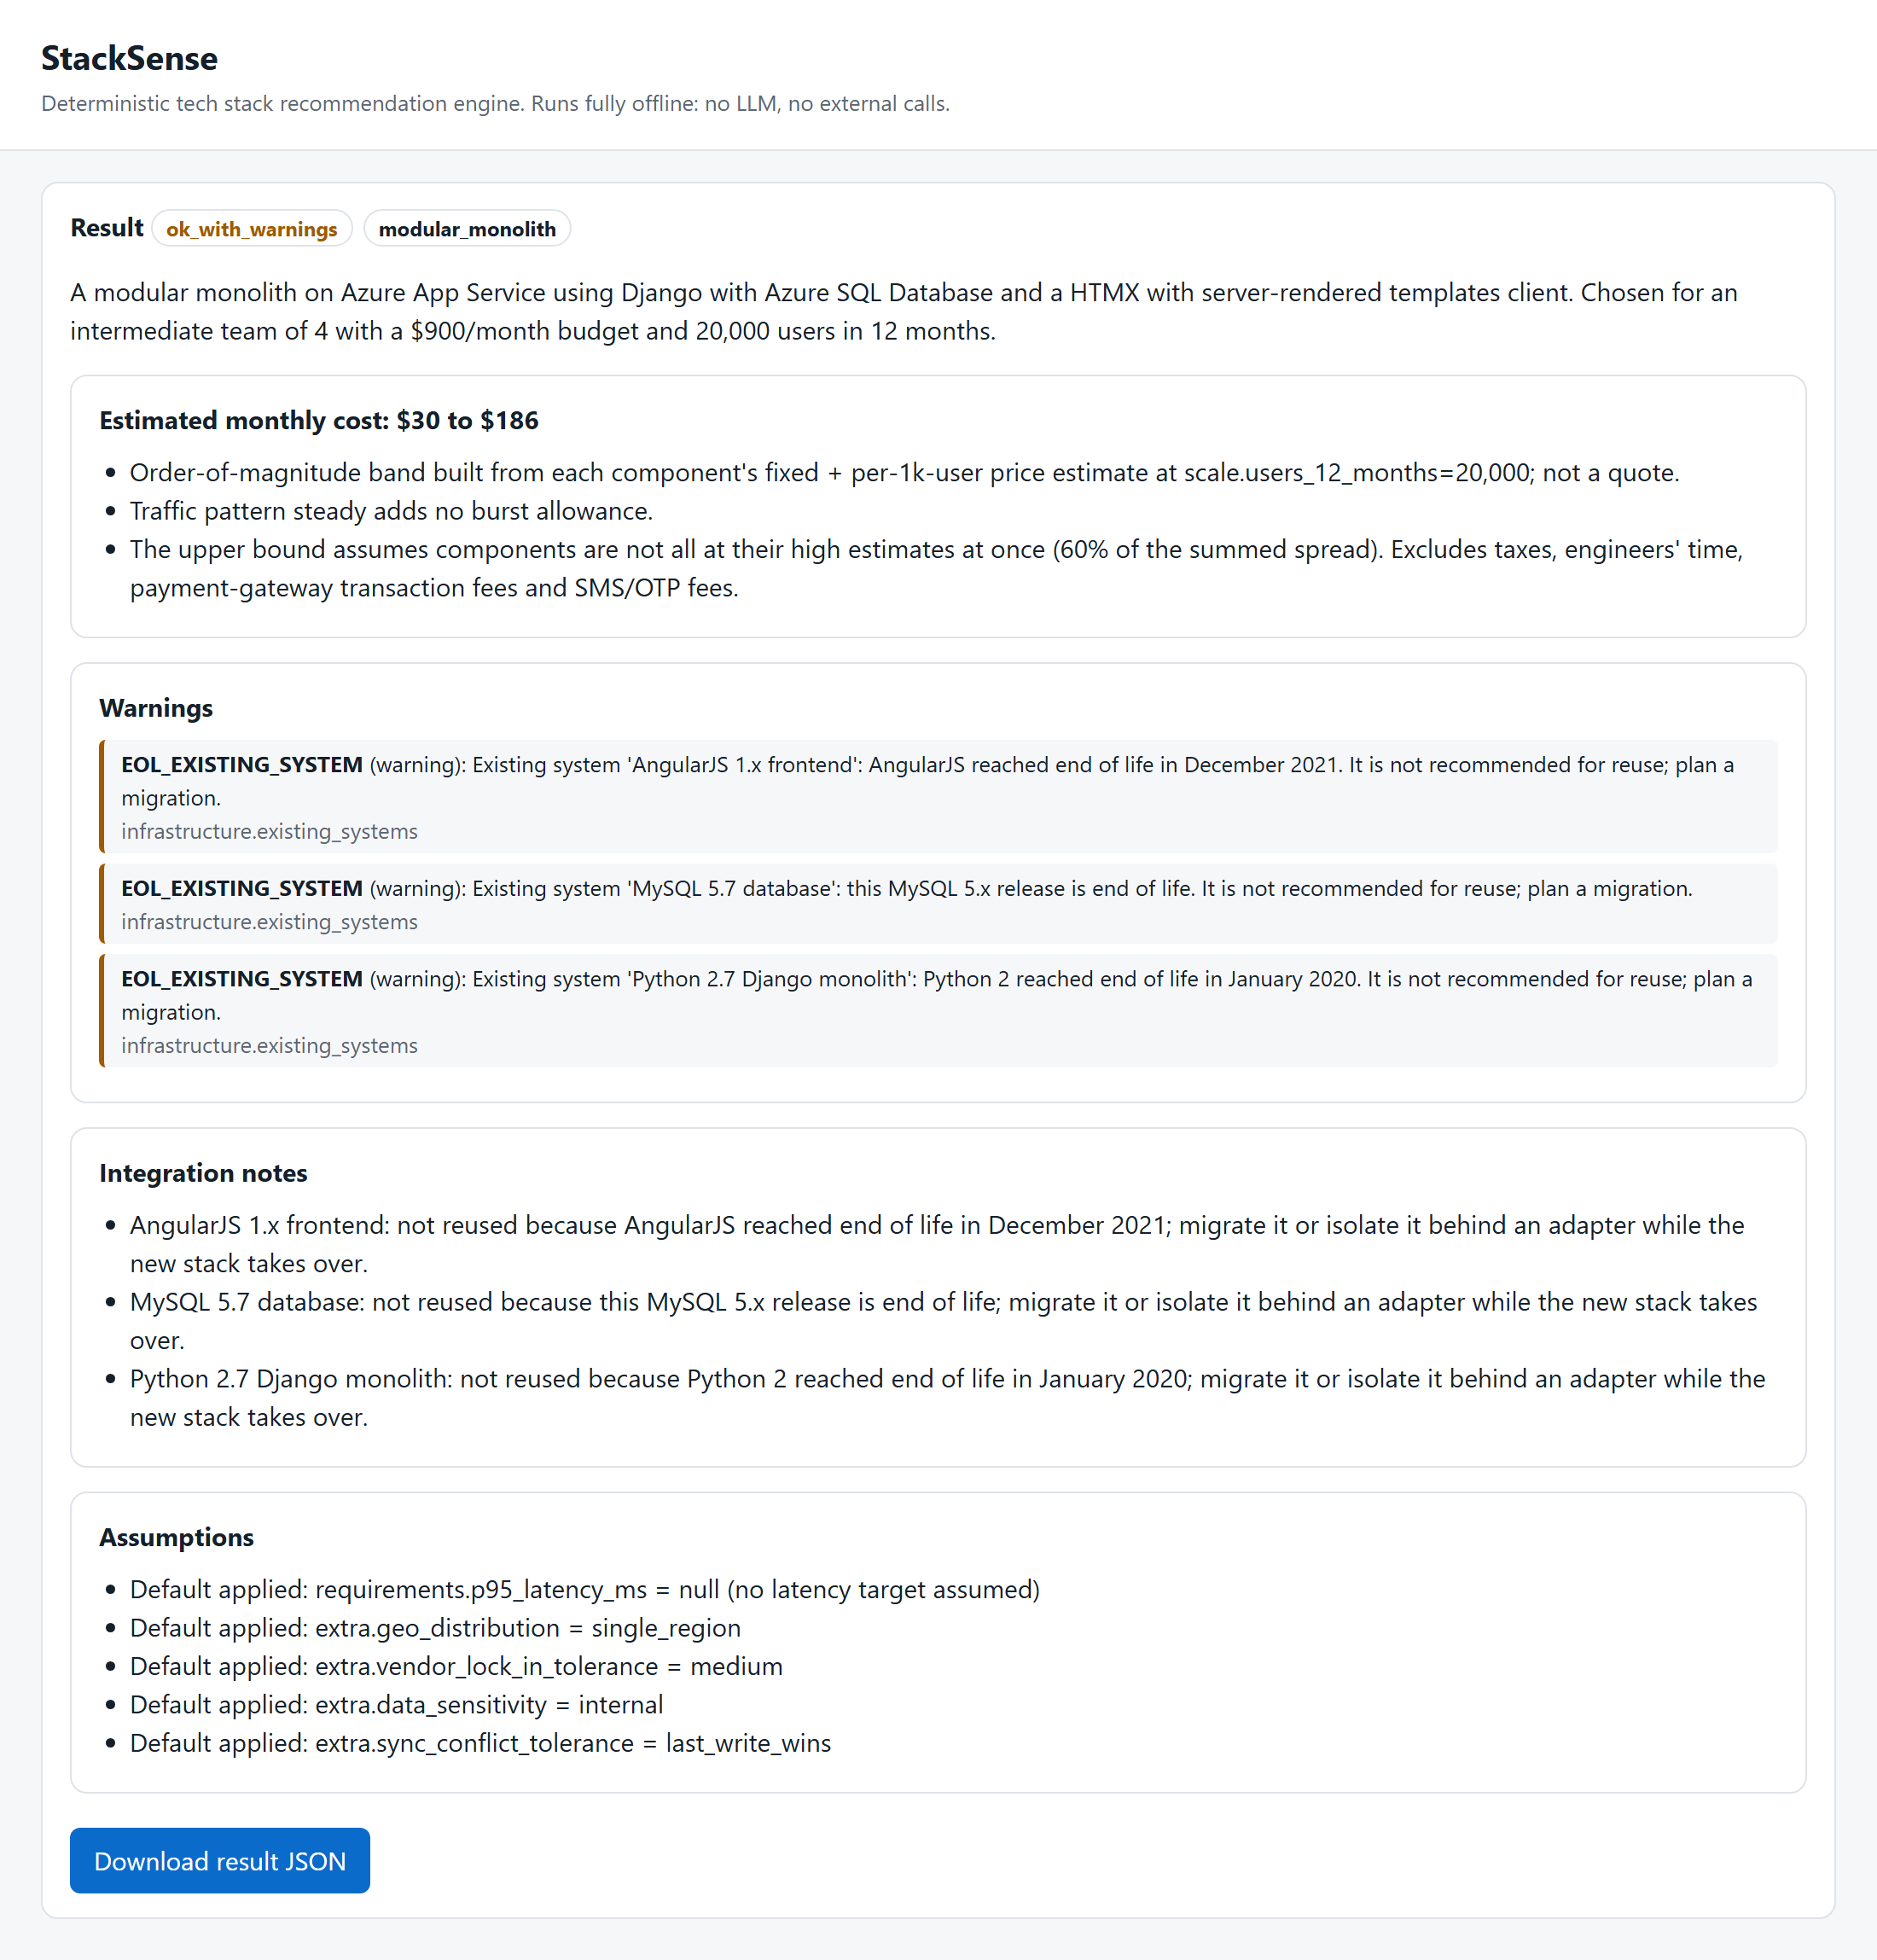 StackSense
Deterministic tech stack recommendation engine. Runs fully offline: no LLM, no external calls.
Result ok_with_warnings modular_monolith
A modular monolith on Azure App Service using Django with Azure SQL Database and a HTMX with server-rendered templates client. Chosen for an
intermediate team of 4 with a $900/month budget and 20,000 users in 12 months.
Estimated monthly cost: $30 to $186
• Order-of-magnitude band built from each component's fixed + per-1k-user price estimate at scale.users_12_months=20,000; not a quote.
• Traffic pattern steady adds no burst allowance.
• The upper bound assumes components are not all at their high estimates at once (60% of the summed spread). Excludes taxes, engineers' time,
payment-gateway transaction fees and SMS/OTP fees.
Warnings
EOL_EXISTING_SYSTEM (warning): Existing system 'AngularJS 1.x frontend': AngularJS reached end of life in December 2021. It is not recommended for reuse; plan a
migration.
infrastructure.existing_systems
EOL_EXISTING_SYSTEM (warning): Existing system 'MySQL 5.7 database': this MySQL 5.x release is end of life. It is not recommended for reuse; plan a migration.
infrastructure.existing_systems
EOL_EXISTING_SYSTEM (warning): Existing system 'Python 2.7 Django monolith': Python 2 reached end of life in January 2020. It is not recommended for reuse; plan a
migration.
infrastructure.existing_systems
Integration notes
• AngularJS 1.x frontend: not reused because AngularJS reached end of life in December 2021; migrate it or isolate it behind an adapter while the
new stack takes over.
• MySQL 5.7 database: not reused because this MySQL 5.x release is end of life; migrate it or isolate it behind an adapter while the new stack takes
over.
• Python 2.7 Django monolith: not reused because Python 2 reached end of life in January 2020; migrate it or isolate it behind an adapter while the
new stack takes over.
Assumptions
• Default applied: requirements.p95_latency_ms = null (no latency target assumed)
• Default applied: extra.geo_distribution = single_region
• Default applied: extra.vendor_lock_in_tolerance = medium
• Default applied: extra.data_sensitivity = internal
• Default applied: extra.sync_conflict_tolerance = last_write_wins
Download result JSON